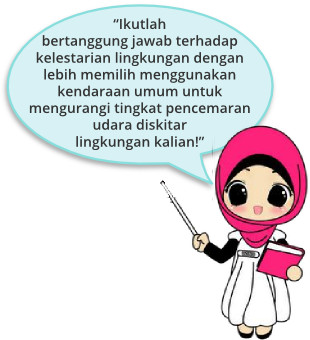 “Ikutlah
bertanggung jawab terhadap
kelestarian lingkungan dengan
lebih memilih menggunakan
kendaraan umum untuk
mengurangi tingkat pencemaran
udara diskitar
lingkungan kalian!”